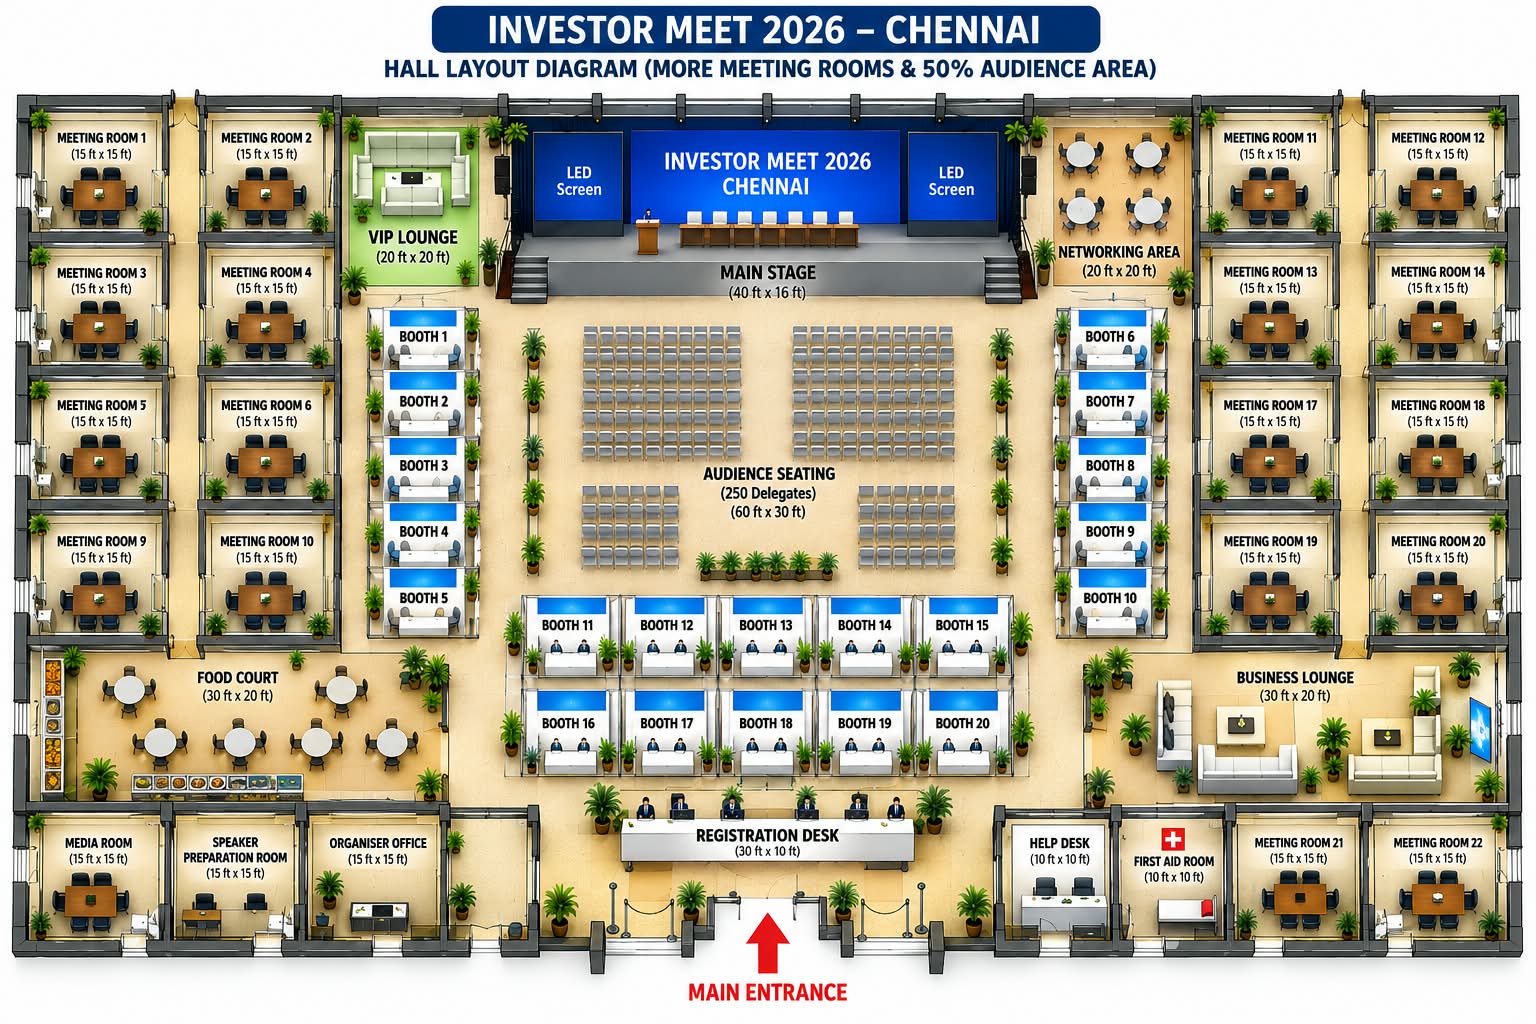 INVESTOR MEET 2026 – CHENNAI
HALL LAYOUT DIAGRAM (MORE MEETING ROOMS & 50% AUDIENCE AREA)
MEETING ROOM 1
(15 ft x 15 ft)
MEETING ROOM 2
(15 ft x 15 ft)
VIP LOUNGE
(20 ft x 20 ft)
LED
Screen
INVESTOR MEET 2026
CHENNAI
LED
Screen
MAIN STAGE
(40 ft x 16 ft)
NETWORKING AREA
(20 ft x 20 ft)
MEETING ROOM 11
(15 ft x 15 ft)
MEETING ROOM 12
(15 ft x 15 ft)
MEETING ROOM 3
(15 ft x 15 ft)
MEETING ROOM 4
(15 ft x 15 ft)
MEETING ROOM 13
(15 ft x 15 ft)
MEETING ROOM 14
(15 ft x 15 ft)
BOOTH 1
BOOTH 2
BOOTH 3
BOOTH 4
BOOTH 5
BOOTH 6
BOOTH 7
BOOTH 8
BOOTH 9
BOOTH 10
MEETING ROOM 5
(15 ft x 15 ft)
MEETING ROOM 6
(15 ft x 15 ft)
AUDIENCE SEATING
(250 Delegates)
(60 ft x 30 ft)
MEETING ROOM 17
(15 ft x 15 ft)
MEETING ROOM 18
(15 ft x 15 ft)
MEETING ROOM 9
(15 ft x 15 ft)
MEETING ROOM 10
(15 ft x 15 ft)
MEETING ROOM 19
(15 ft x 15 ft)
MEETING ROOM 20
(15 ft x 15 ft)
BOOTH 11
BOOTH 12
BOOTH 13
BOOTH 14
BOOTH 15
FOOD COURT
(30 ft x 20 ft)
BUSINESS LOUNGE
(30 ft x 20 ft)
BOOTH 16
BOOTH 17
BOOTH 18
BOOTH 19
BOOTH 20
MEDIA ROOM
(15 ft x 15 ft)
SPEAKER
PREPARATION ROOM
(15 ft x 15 ft)
ORGANISER OFFICE
(15 ft x 15 ft)
REGISTRATION DESK
(30 ft x 10 ft)
HELP DESK
(10 ft x 10 ft)
FIRST AID ROOM
(10 ft x 10 ft)
MEETING ROOM 21
(15 ft x 15 ft)
MEETING ROOM 22
(15 ft x 15 ft)
MAIN ENTRANCE